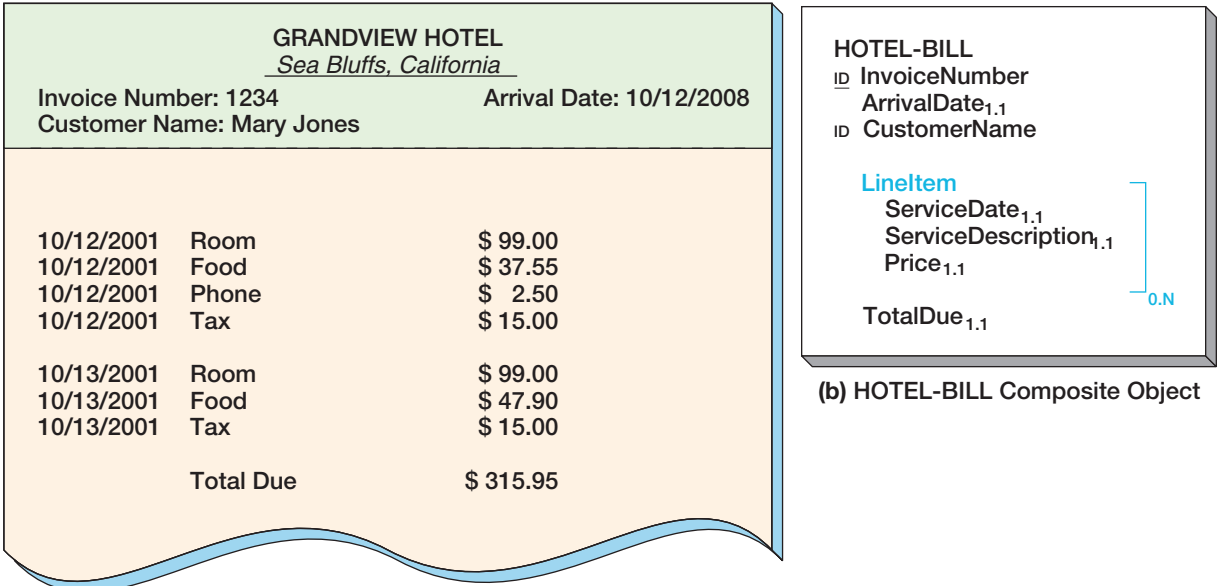 GRANDVIEW HOTEL
Sea Bluffs, California
Invoice Number: 1234 Arrival Date: 10/12/2008
Customer Name: Mary Jones
10/12/2001 Room $ 99.00
10/12/2001 Food $ 37.55
10/12/2001 Phone $ 2.50
10/12/2001 Tax $ 15.00
10/13/2001 Room $ 99.00
10/13/2001 Food $ 47.90
10/13/2001 Tax $ 15.00
Total Due $ 315.95
HOTEL-BILL
ID InvoiceNumber
ArrivalDate1.1
ID CustomerName
LineItem
ServiceDate1.1
ServiceDescription1.1
Price1.1
0.N
TotalDue1.1
(b) HOTEL-BILL Composite Object